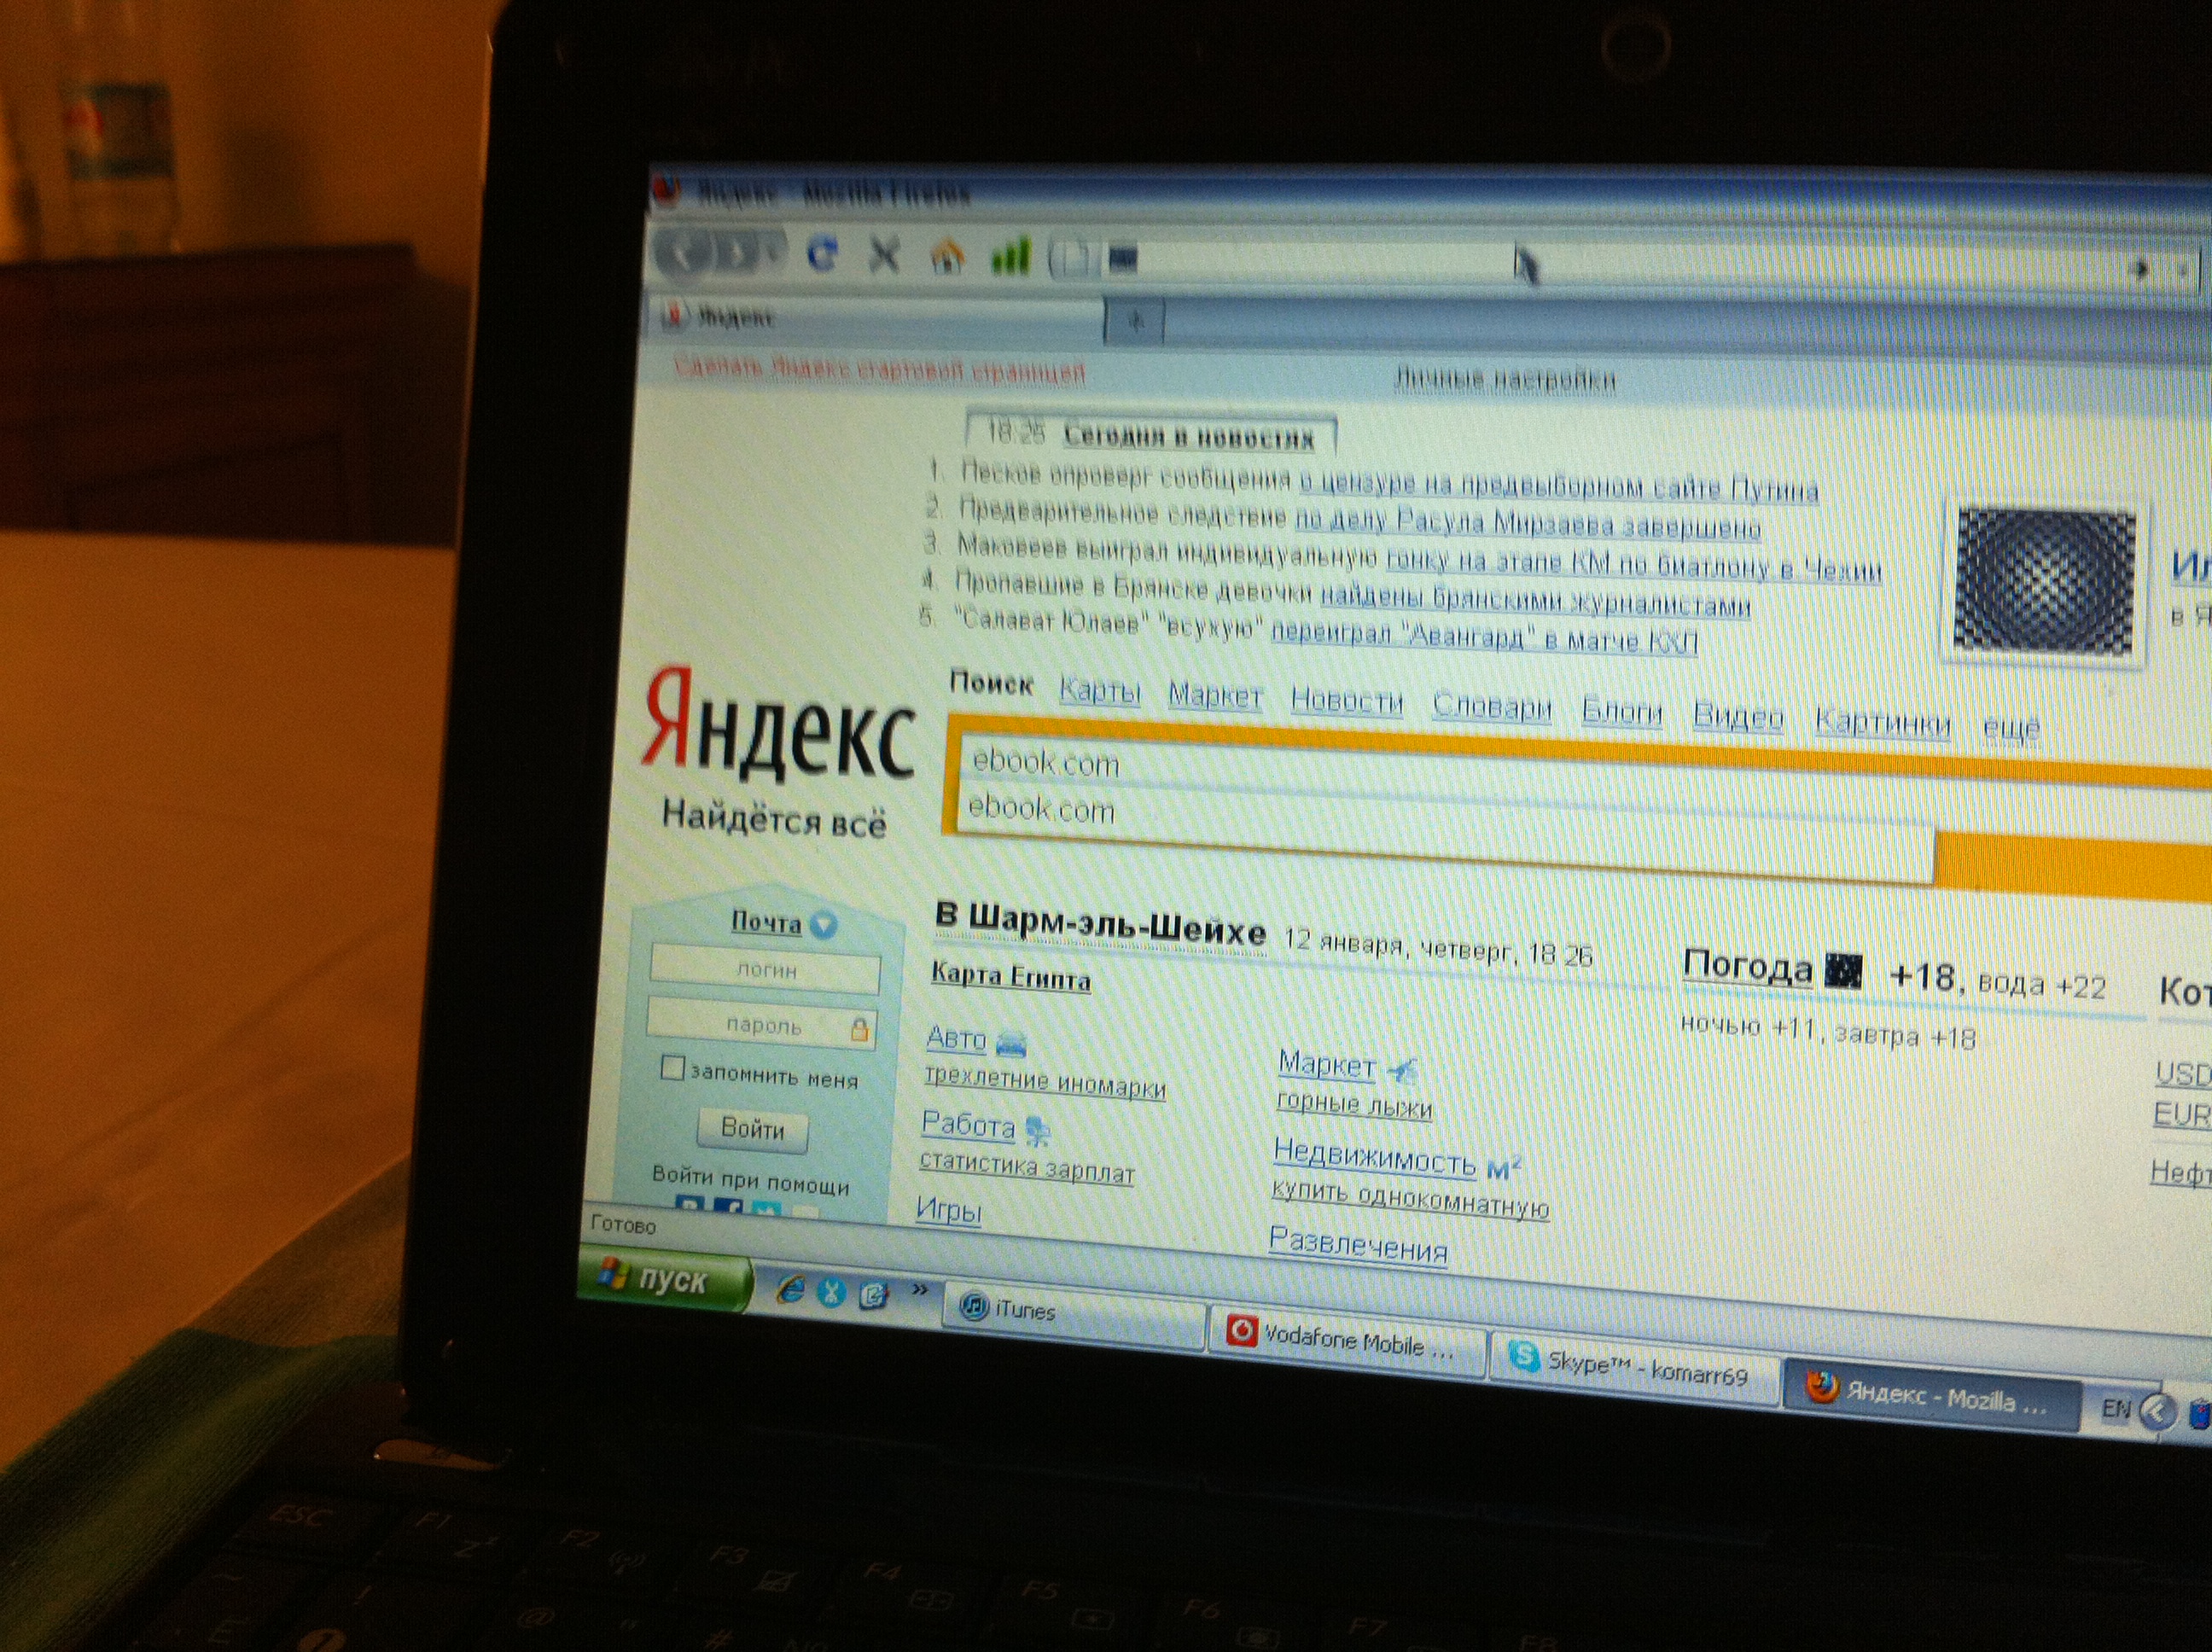 Яндекс - Mozilla Firefox
Яндекс
Сделать Яндекс стартовой страницей Личные настройки
18:25 Сегодня в новостях
1. Песков опроверг сообщения о цензуре на предвыборном сайте Путина
2. Предварительное следствие по делу Расула Мирзаева завершено
3. Маковеев выиграл индивидуальную гонку на этапе КМ по биатлону в Чехии
4. Пропавшие в Брянске девочки найдены брянскими журналистами
5. "Салават Юлаев" "всухую" переиграл "Авангард" в матче КХЛ
Поиск Карты Маркет Новости Словари Блоги Видео Картинки ещё
Яндекс
Найдётся всё
ebook.com
ebook.com
Почта
логин
пароль
запомнить меня
Войти
Войти при помощи
В Шарм-эль-Шейхе 12 января, четверг, 18 26
Карта Египта
Авто
трехлетние иномарки
Работа
статистика зарплат
Игры
Маркет
горные лыжи
Недвижимость м²
купить однокомнатную
Развлечения
Погода +18, вода +22
ночью +11, завтра +18
Кот
USD
EUR
Нефт
Готово
пуск
iTunes
Vodafone Mobile ...
Skype™ - komarr69
Яндекс - Mozilla ...
EN
ESC F1 F2 F3 F4 F5 F6 F7 F8